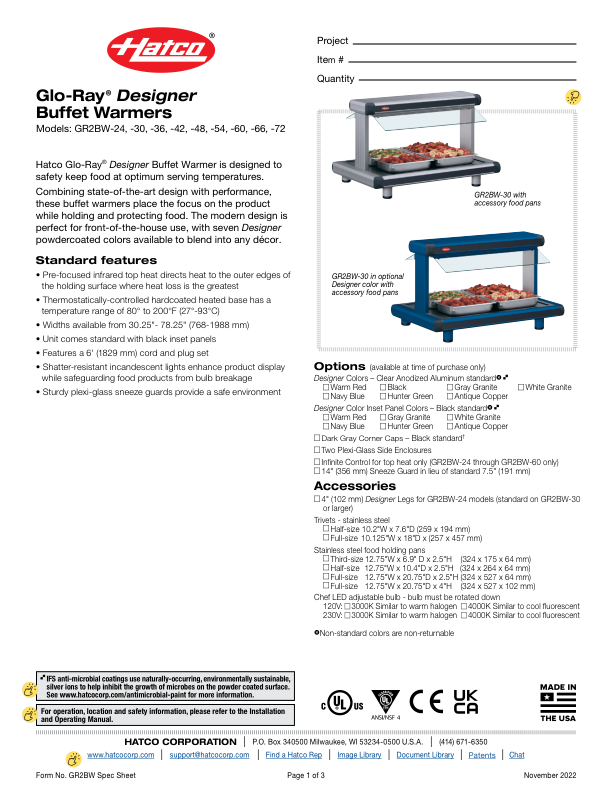 Hatco®
Project
Item #
Quantity
Glo-Ray® Designer
Buffet Warmers
Models: GR2BW-24, -30, -36, -42, -48, -54, -60, -66, -72
Hatco Glo-Ray® Designer Buffet Warmer is designed to
safety keep food at optimum serving temperatures.
Combining state-of-the-art design with performance,
these buffet warmers place the focus on the product
while holding and protecting food. The modern design is
perfect for front-of-the-house use, with seven Designer
powdercoated colors available to blend into any décor.
Standard features
• Pre-focused infrared top heat directs heat to the outer edges of
the holding surface where heat loss is the greatest
• Thermostatically-controlled hardcoated heated base has a
temperature range of 80° to 200°F (27°-93°C)
• Widths available from 30.25"- 78.25" (768-1988 mm)
• Unit comes standard with black inset panels
• Features a 6' (1829 mm) cord and plug set
• Shatter-resistant incandescent lights enhance product display
while safeguarding food products from bulb breakage
• Sturdy plexi-glass sneeze guards provide a safe environment
GR2BW-30 with
accessory food pans
GR2BW-30 in optional
Designer color with
accessory food pans
Options (available at time of purchase only)
Designer Colors – Clear Anodized Aluminum standard
☐Warm Red ☐Black ☐Gray Granite ☐White Granite
☐Navy Blue ☐Hunter Green ☐Antique Copper
Designer Color Inset Panel Colors – Black standard
☐Warm Red ☐Gray Granite ☐White Granite
☐Navy Blue ☐Hunter Green ☐Antique Copper
☐Dark Gray Corner Caps – Black standard†
☐Two Plexi-Glass Side Enclosures
☐Infinite Control for top heat only (GR2BW-24 through GR2BW-60 only)
☐14" (356 mm) Sneeze Guard in lieu of standard 7.5" (191 mm)
Accessories
☐4" (102 mm) Designer Legs for GR2BW-24 models (standard on GR2BW-30
or larger)
Trivets - stainless steel
☐Half-size 10.2"W x 7.6"D (259 x 194 mm)
☐Full-size 10.125"W x 18"D x (257 x 457 mm)
Stainless steel food holding pans
☐Third-size 12.75"W x 6.9" D x 2.5"H (324 x 175 x 64 mm)
☐Half-size 12.75"W x 10.4"D x 2.5"H (324 x 264 x 64 mm)
☐Full-size 12.75"W x 20.75"D x 2.5"H (324 x 527 x 64 mm)
☐Full-size 12.75"W x 20.75"D x 4"H (324 x 527 x 102 mm)
Chef LED adjustable bulb - bulb must be rotated down
120V: ☐3000K Similar to warm halogen ☐4000K Similar to cool fluorescent
230V: ☐3000K Similar to warm halogen ☐4000K Similar to cool fluorescent
Non-standard colors are non-returnable
IFS anti-microbial coatings use naturally-occurring, environmentally sustainable,
silver ions to help inhibit the growth of microbes on the powder coated surface.
See www.hatcocorp.com/antimicrobial-paint for more information.
For operation, location and safety information, please refer to the Installation
and Operating Manual.
c UL US
ANSI/NSF 4
CE
UK
CA
MADE IN
THE USA
HATCO CORPORATION | P.O. Box 340500 Milwaukee, WI 53234-0500 U.S.A. | (414) 671-6350
www.hatcocorp.com | support@hatcocorp.com | Find a Hatco Rep | Image Library | Document Library | Patents | Chat
Form No. GR2BW Spec Sheet
Page 1 of 3
November 2022